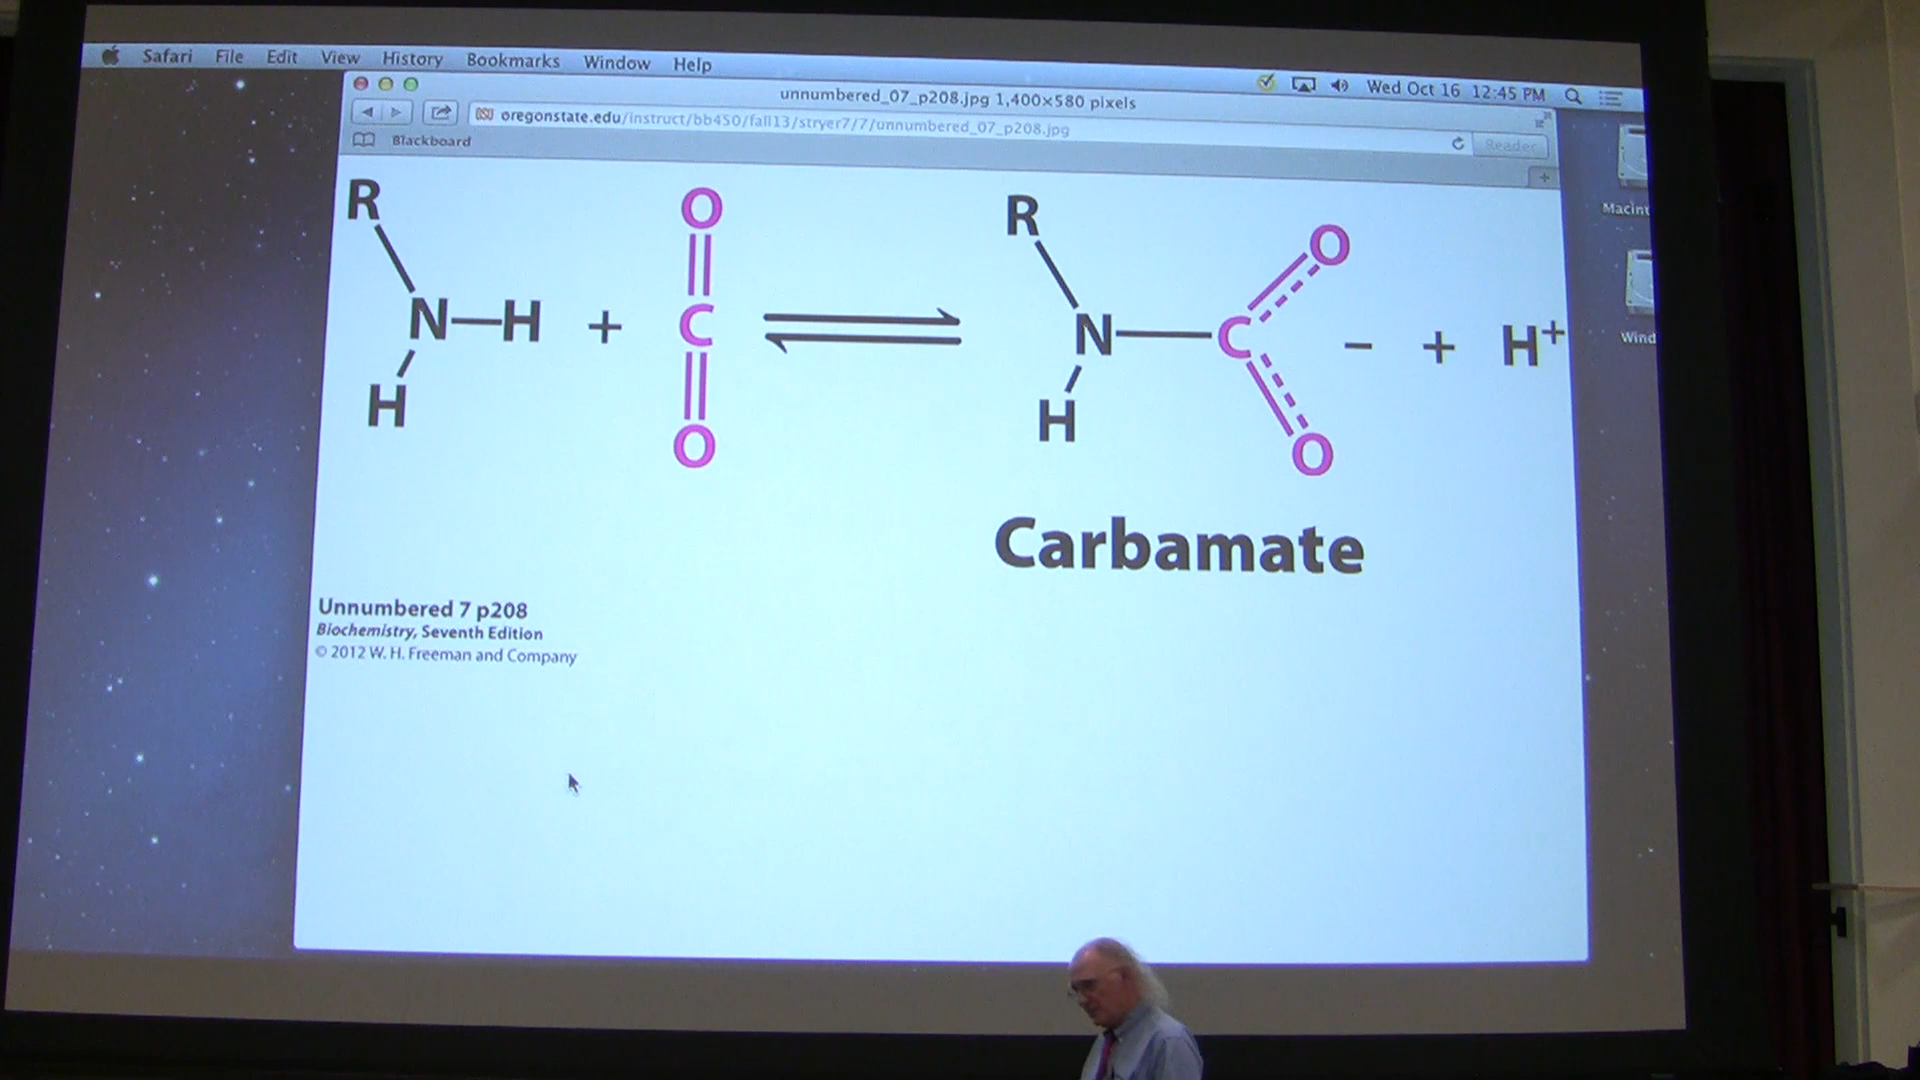 Safari File Edit View History Bookmarks Window Help
Wed Oct 16 12:45 PM
unnumbered_07_p208.jpg 1,400×580 pixels
oregonstate.edu/instruct/bb450/fall13/stryer7/7/unnumbered_07_p208.jpg
Reader
Blackboard
Macint
Wind
R
N—H
H
+
O
C
O
R
N—C
H
O
O
− + H+
Carbamate
Unnumbered 7 p208
Biochemistry, Seventh Edition
© 2012 W. H. Freeman and Company